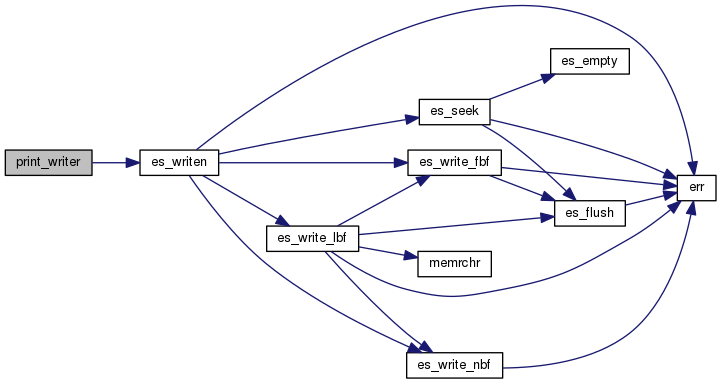 print_writer
es_writen
es_empty
es_seek
es_write_fbf
err
es_flush
es_write_lbf
memrchr
es_write_nbf